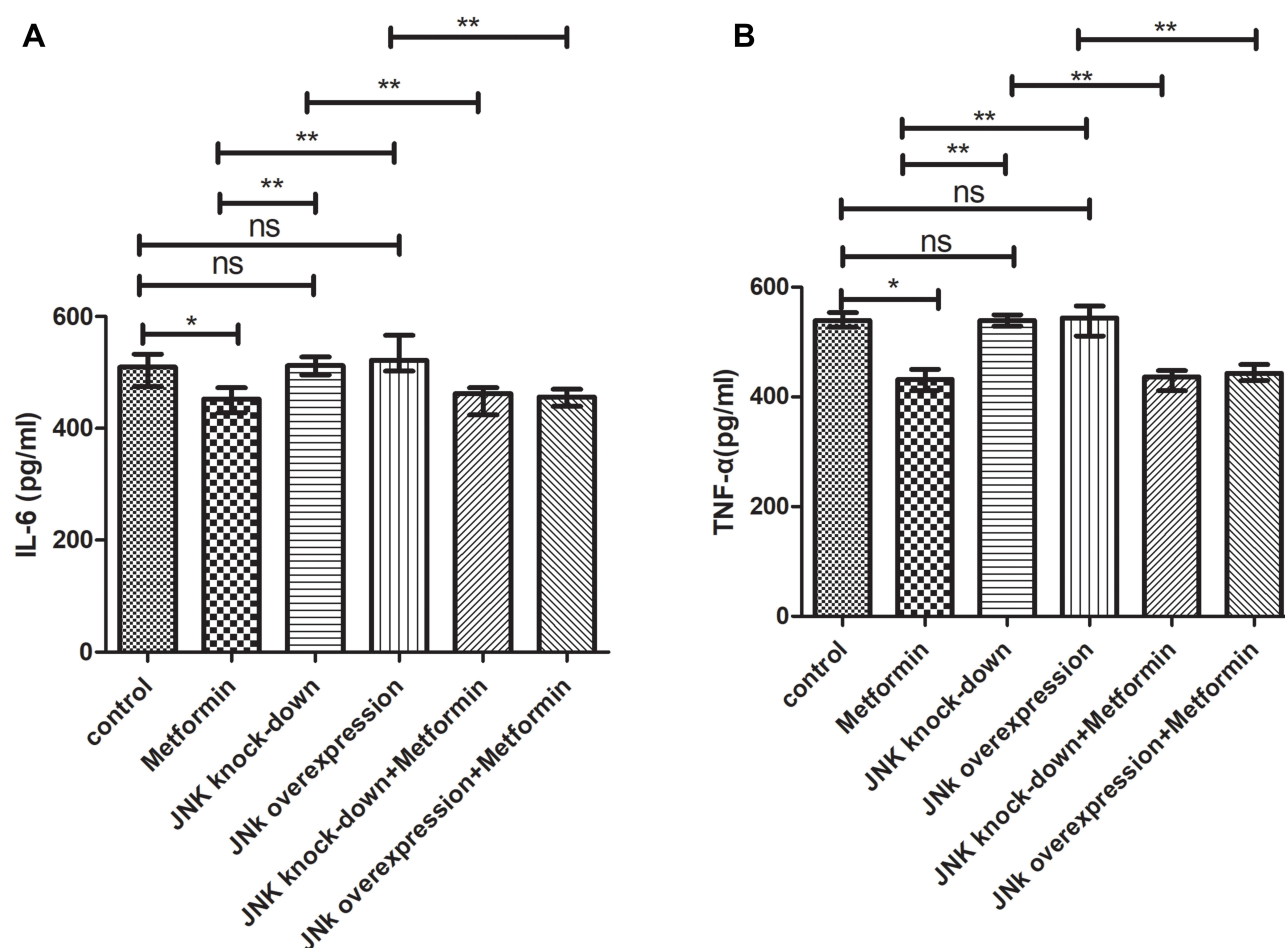 A
**
**
**
**
ns
ns
*
600
400
200
0
IL-6 (pg/ml)
control
Metformin
JNK knock-down
JNk overexpression
JNK knock-down+Metformin
JNk overexpression+Metformin
B
**
**
**
**
ns
ns
*
600
400
200
0
TNF-α(pg/ml)
control
Metformin
JNK knock-down
JNk overexpression
JNK knock-down+Metformin
JNk overexpression+Metformin